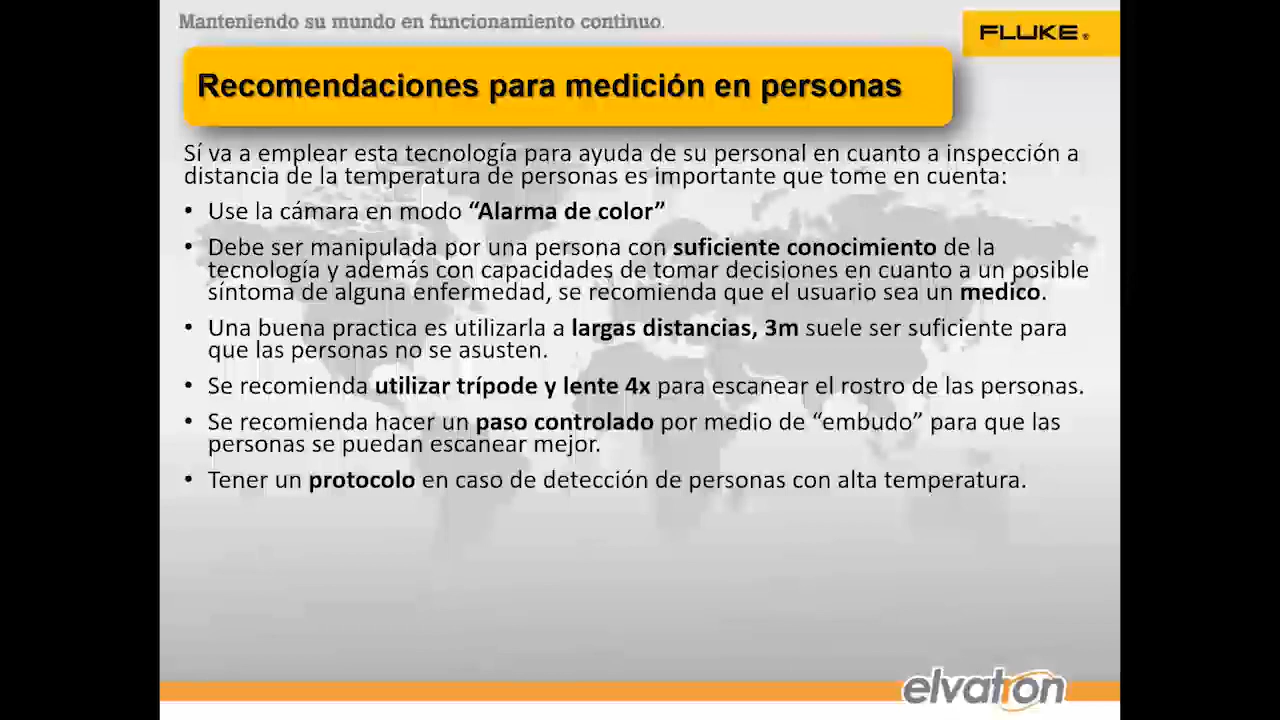 Manteniendo su mundo en funcionamiento continuo.
FLUKE®
Recomendaciones para medición en personas
Sí va a emplear esta tecnología para ayuda de su personal en cuanto a inspección a
distancia de la temperatura de personas es importante que tome en cuenta:
• Use la cámara en modo “Alarma de color”
• Debe ser manipulada por una persona con suficiente conocimiento de la
tecnología y además con capacidades de tomar decisiones en cuanto a un posible
síntoma de alguna enfermedad, se recomienda que el usuario sea un medico.
• Una buena practica es utilizarla a largas distancias, 3m suele ser suficiente para
que las personas no se asusten.
• Se recomienda utilizar trípode y lente 4x para escanear el rostro de las personas.
• Se recomienda hacer un paso controlado por medio de “embudo” para que las
personas se puedan escanear mejor.
• Tener un protocolo en caso de detección de personas con alta temperatura.
elvatron